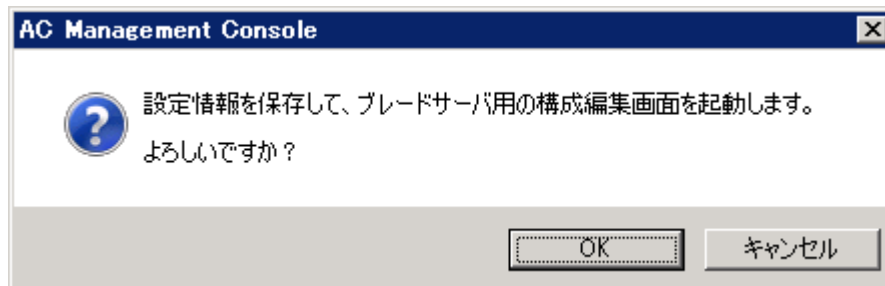 AC Management Console
設定情報を保存して、ブレードサーバ用の構成編集画面を起動します。
よろしいですか？
OK
キャンセル